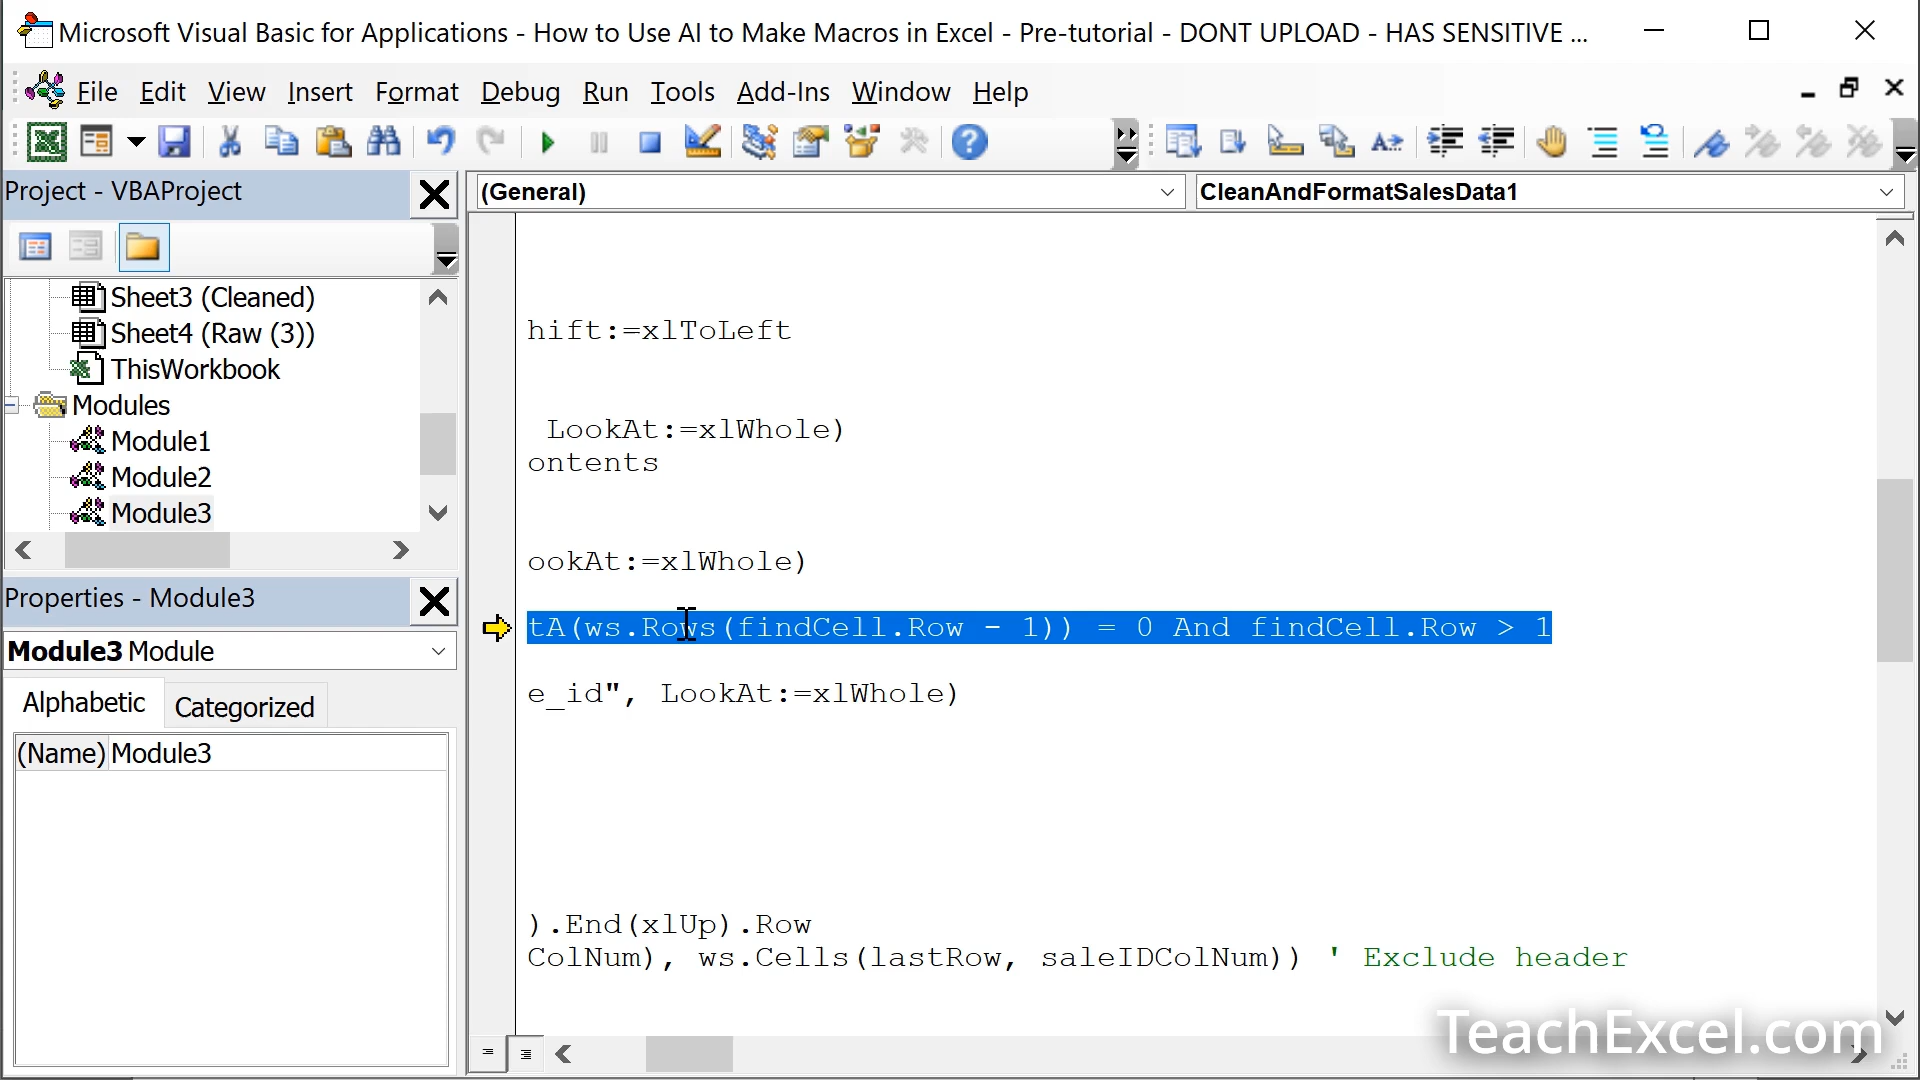 Microsoft Visual Basic for Applications - How to Use AI to Make Macros in Excel - Pre-tutorial - DONT UPLOAD - HAS SENSITIVE ...
File Edit View Insert Format Debug Run Tools Add-Ins Window Help
Project - VBAProject
(General)
CleanAndFormatSalesData1
Sheet3 (Cleaned)
Sheet4 (Raw (3))
ThisWorkbook
Modules
Module1
Module2
Module3
Properties - Module3
Module3 Module
Alphabetic Categorized
(Name) Module3
hift:=xlToLeft
LookAt:=xlWhole)
ontents
ookAt:=xlWhole)
tA(ws.Rows(findCell.Row - 1)) = 0 And findCell.Row > 1
e_id", LookAt:=xlWhole)
).End(xlUp).Row
ColNum), ws.Cells(lastRow, saleIDColNum)) ' Exclude header
TeachExcel.com